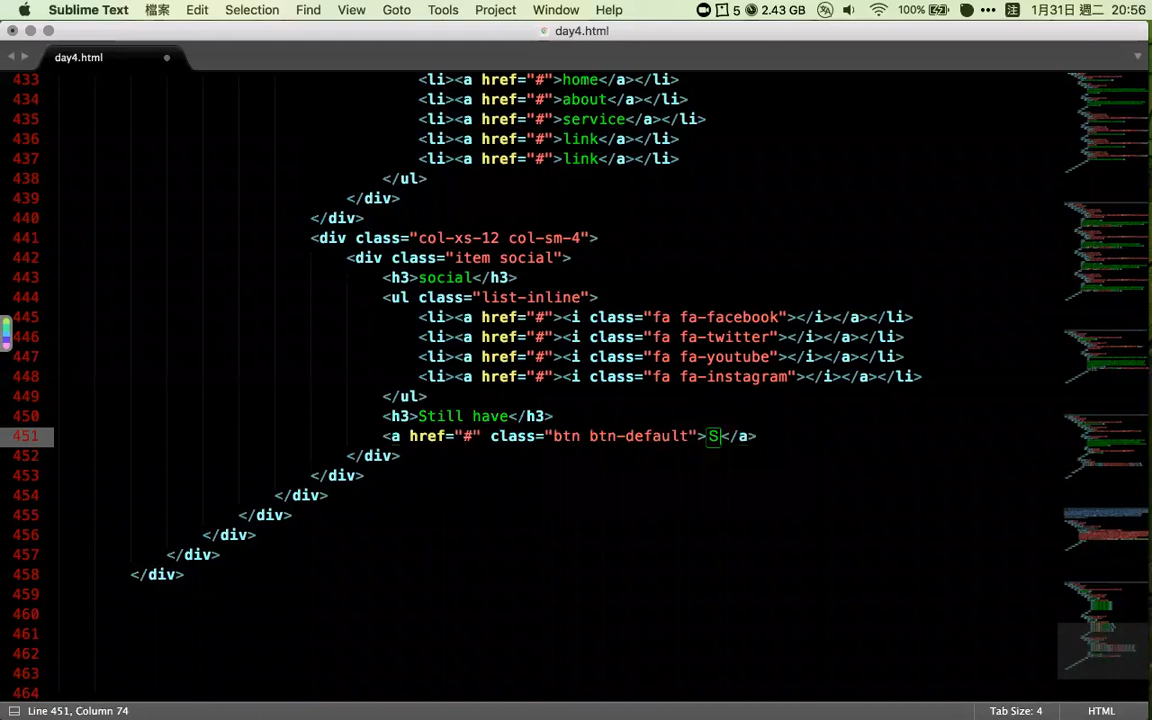 Sublime Text 檔案 Edit Selection Find View Goto Tools Project Window Help 5 2.43 GB 100% 注 1月31日 週二 20:56
day4.html
day4.html
433 <li><a href="#">home</a></li>
434 <li><a href="#">about</a></li>
435 <li><a href="#">service</a></li>
436 <li><a href="#">link</a></li>
437 <li><a href="#">link</a></li>
438 </ul>
439 </div>
440 </div>
441 <div class="col-xs-12 col-sm-4">
442 <div class="item social">
443 <h3>social</h3>
444 <ul class="list-inline">
445 <li><a href="#"><i class="fa fa-facebook"></i></a></li>
446 <li><a href="#"><i class="fa fa-twitter"></i></a></li>
447 <li><a href="#"><i class="fa fa-youtube"></i></a></li>
448 <li><a href="#"><i class="fa fa-instagram"></i></a></li>
449 </ul>
450 <h3>Still have</h3>
451 <a href="#" class="btn btn-default">S</a>
452 </div>
453 </div>
454 </div>
455 </div>
456 </div>
457 </div>
458 </div>
459
460
461
462
463
464
Line 451, Column 74 Tab Size: 4 HTML